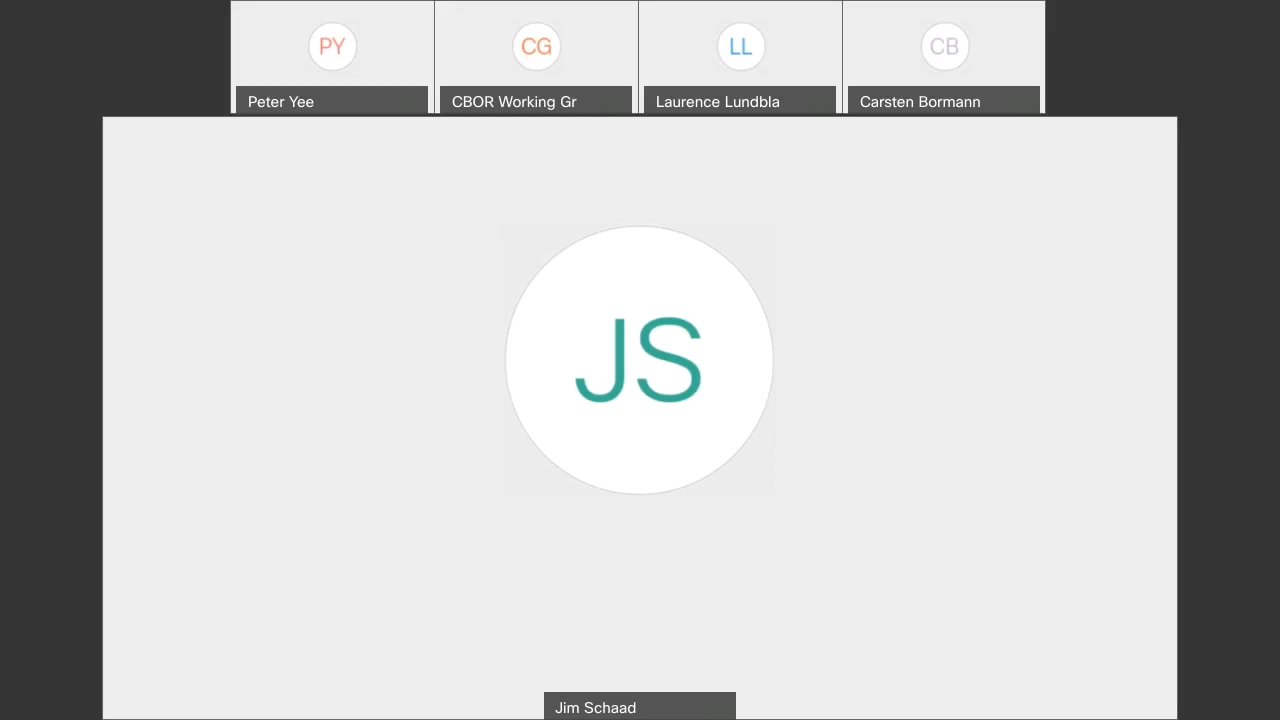 PY
CG
LL
CB
Peter Yee
CBOR Working Gr
Laurence Lundbla
Carsten Bormann
JS
Jim Schaad